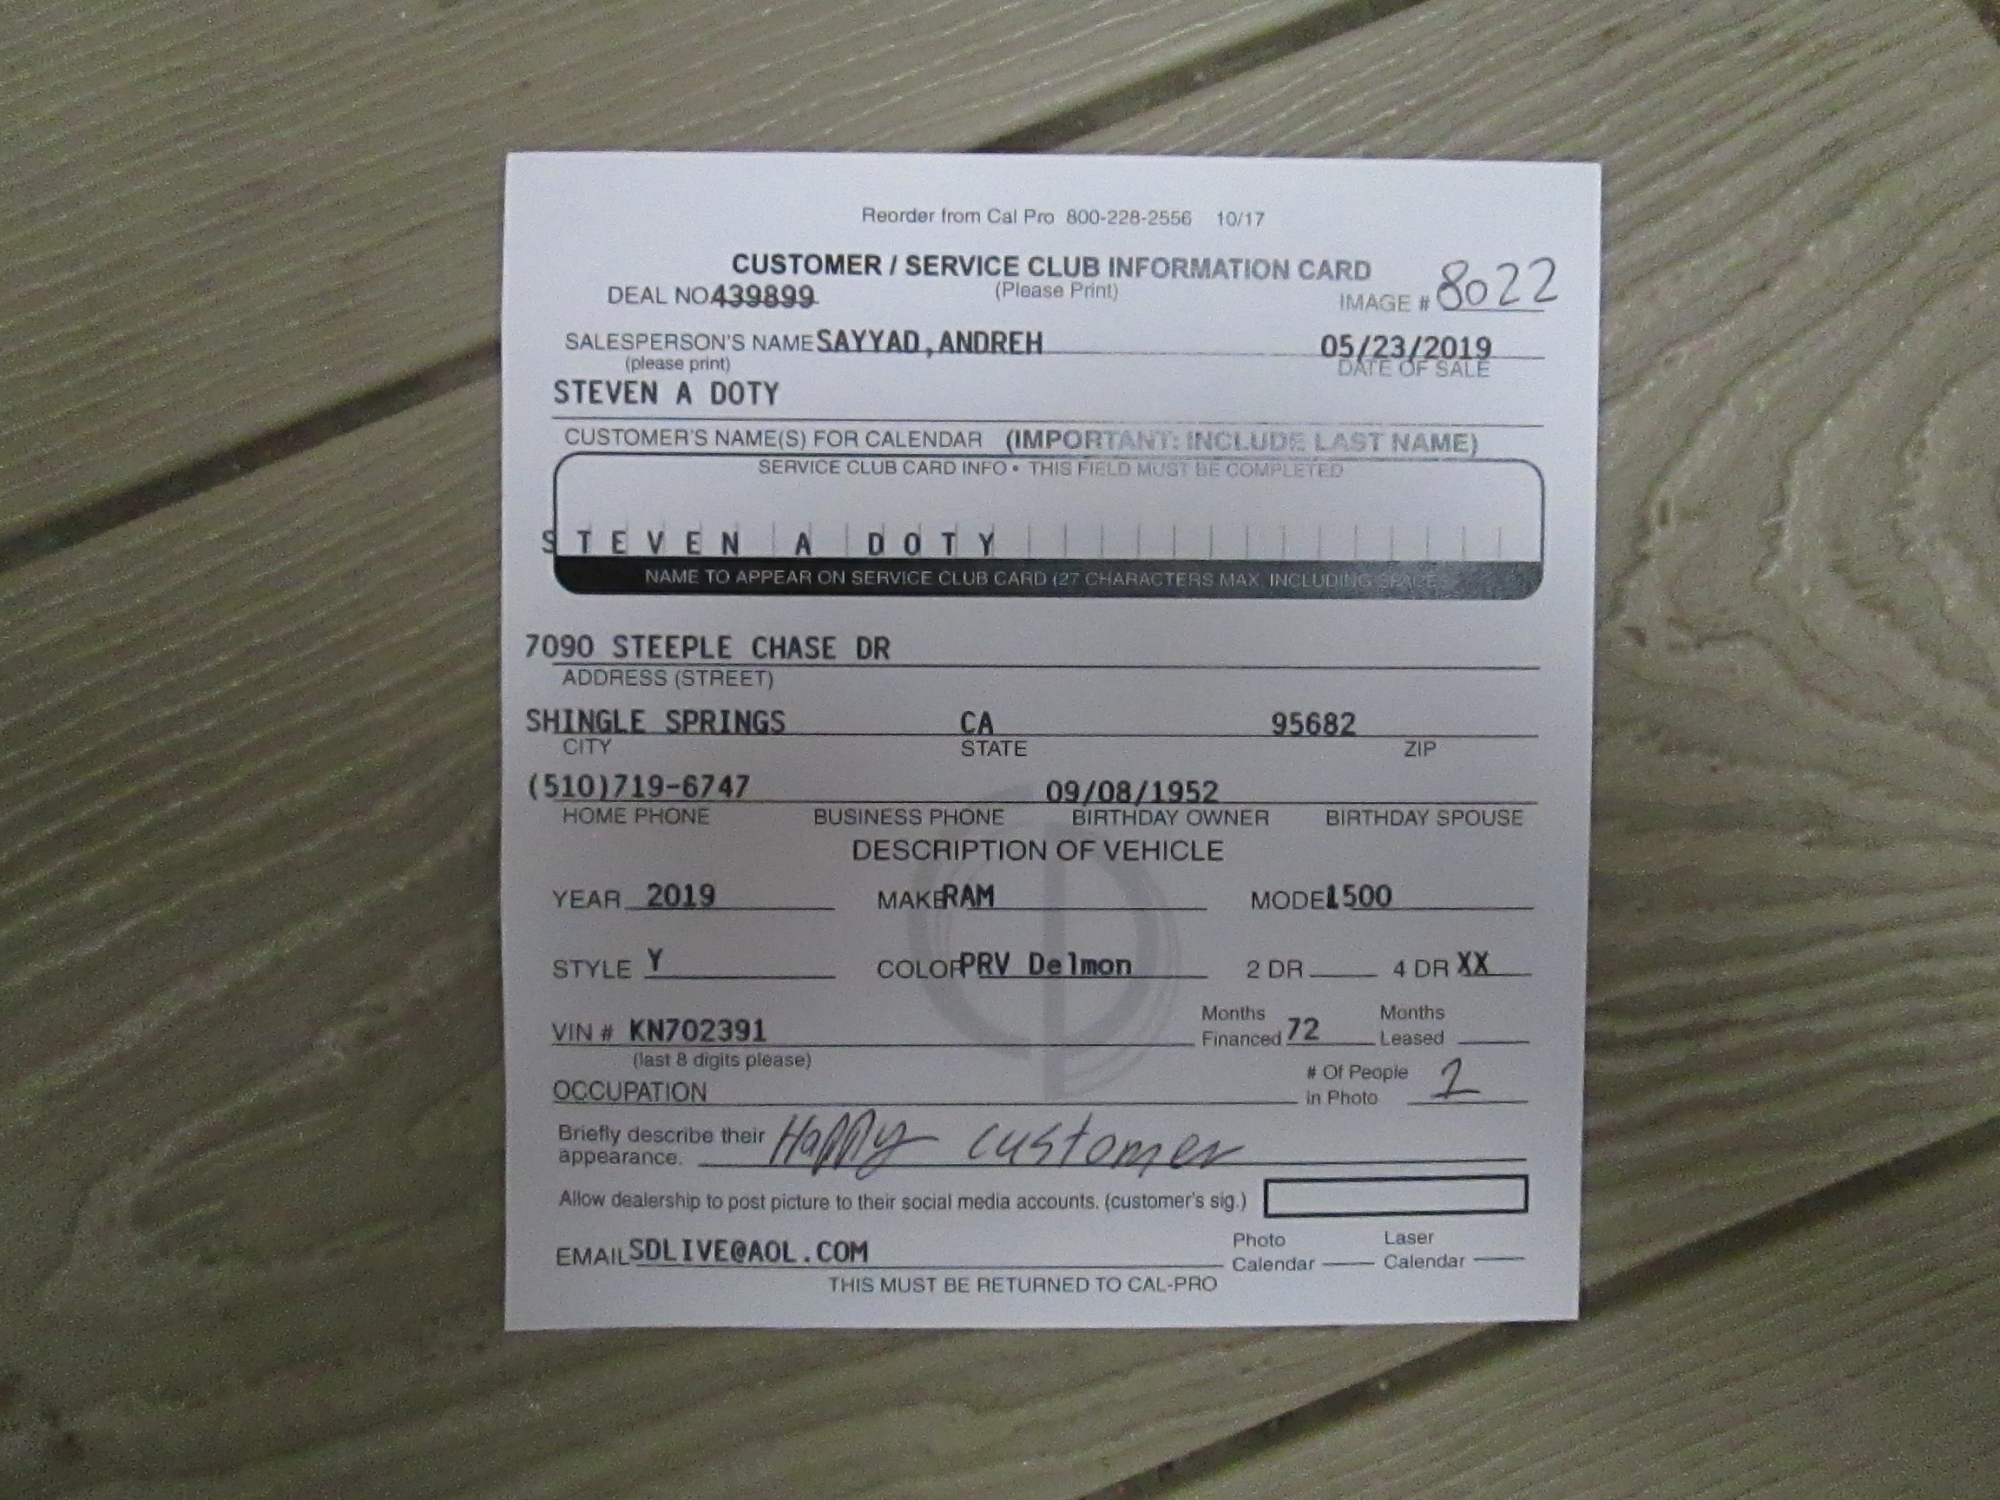 Reorder from Cal Pro 800-228-2556 10/17
CUSTOMER / SERVICE CLUB INFORMATION CARD
(Please Print)
DEAL NO. 439899 IMAGE # 8022
SALESPERSON'S NAME SAYYAD,ANDREH 05/23/2019
(please print) DATE OF SALE
STEVEN A DOTY
CUSTOMER'S NAME(S) FOR CALENDAR (IMPORTANT: INCLUDE LAST NAME)
SERVICE CLUB CARD INFO • THIS FIELD MUST BE COMPLETED
STEVEN A DOTY
NAME TO APPEAR ON SERVICE CLUB CARD (27 CHARACTERS MAX. INCLUDING SPACES
7090 STEEPLE CHASE DR
ADDRESS (STREET)
SHINGLE SPRINGS CA 95682
CITY STATE ZIP
(510)719-6747 09/08/1952
HOME PHONE BUSINESS PHONE BIRTHDAY OWNER BIRTHDAY SPOUSE
DESCRIPTION OF VEHICLE
YEAR 2019 MAKE RAM MODEL 1500
STYLE Y COLOR PRV Delmon 2 DR 4 DR XX
VIN # KN702391 Months Financed 72 Months Leased
(last 8 digits please)
OCCUPATION # Of People in Photo
Briefly describe their appearance. Happy customer
Allow dealership to post picture to their social media accounts. (customer's sig.)
EMAIL SDLIVE@AOL.COM Photo Calendar Laser Calendar
THIS MUST BE RETURNED TO CAL-PRO